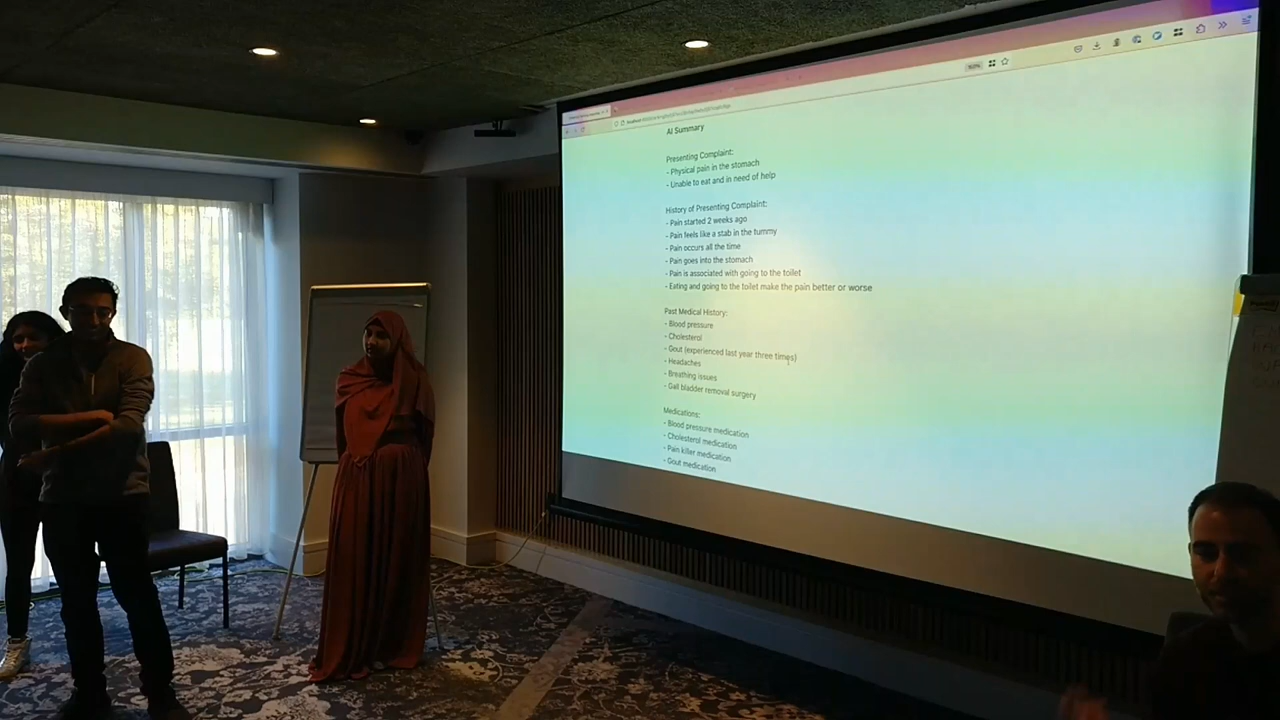 AI Summary
Presenting Complaint:
- Physical pain in the stomach
- Unable to eat and in need of help
History of Presenting Complaint:
- Pain started 2 weeks ago
- Pain feels like a stab in the tummy
- Pain occurs all the time
- Pain goes into the stomach
- Pain is associated with going to the toilet
- Eating and going to the toilet make the pain better or worse
Past Medical History:
- Blood pressure
- Cholesterol
- Gout (experienced last year three times)
- Headaches
- Breathing issues
- Gall bladder removal surgery
Medications:
- Blood pressure medication
- Cholesterol medication
- Pain killer medication
- Gout medication